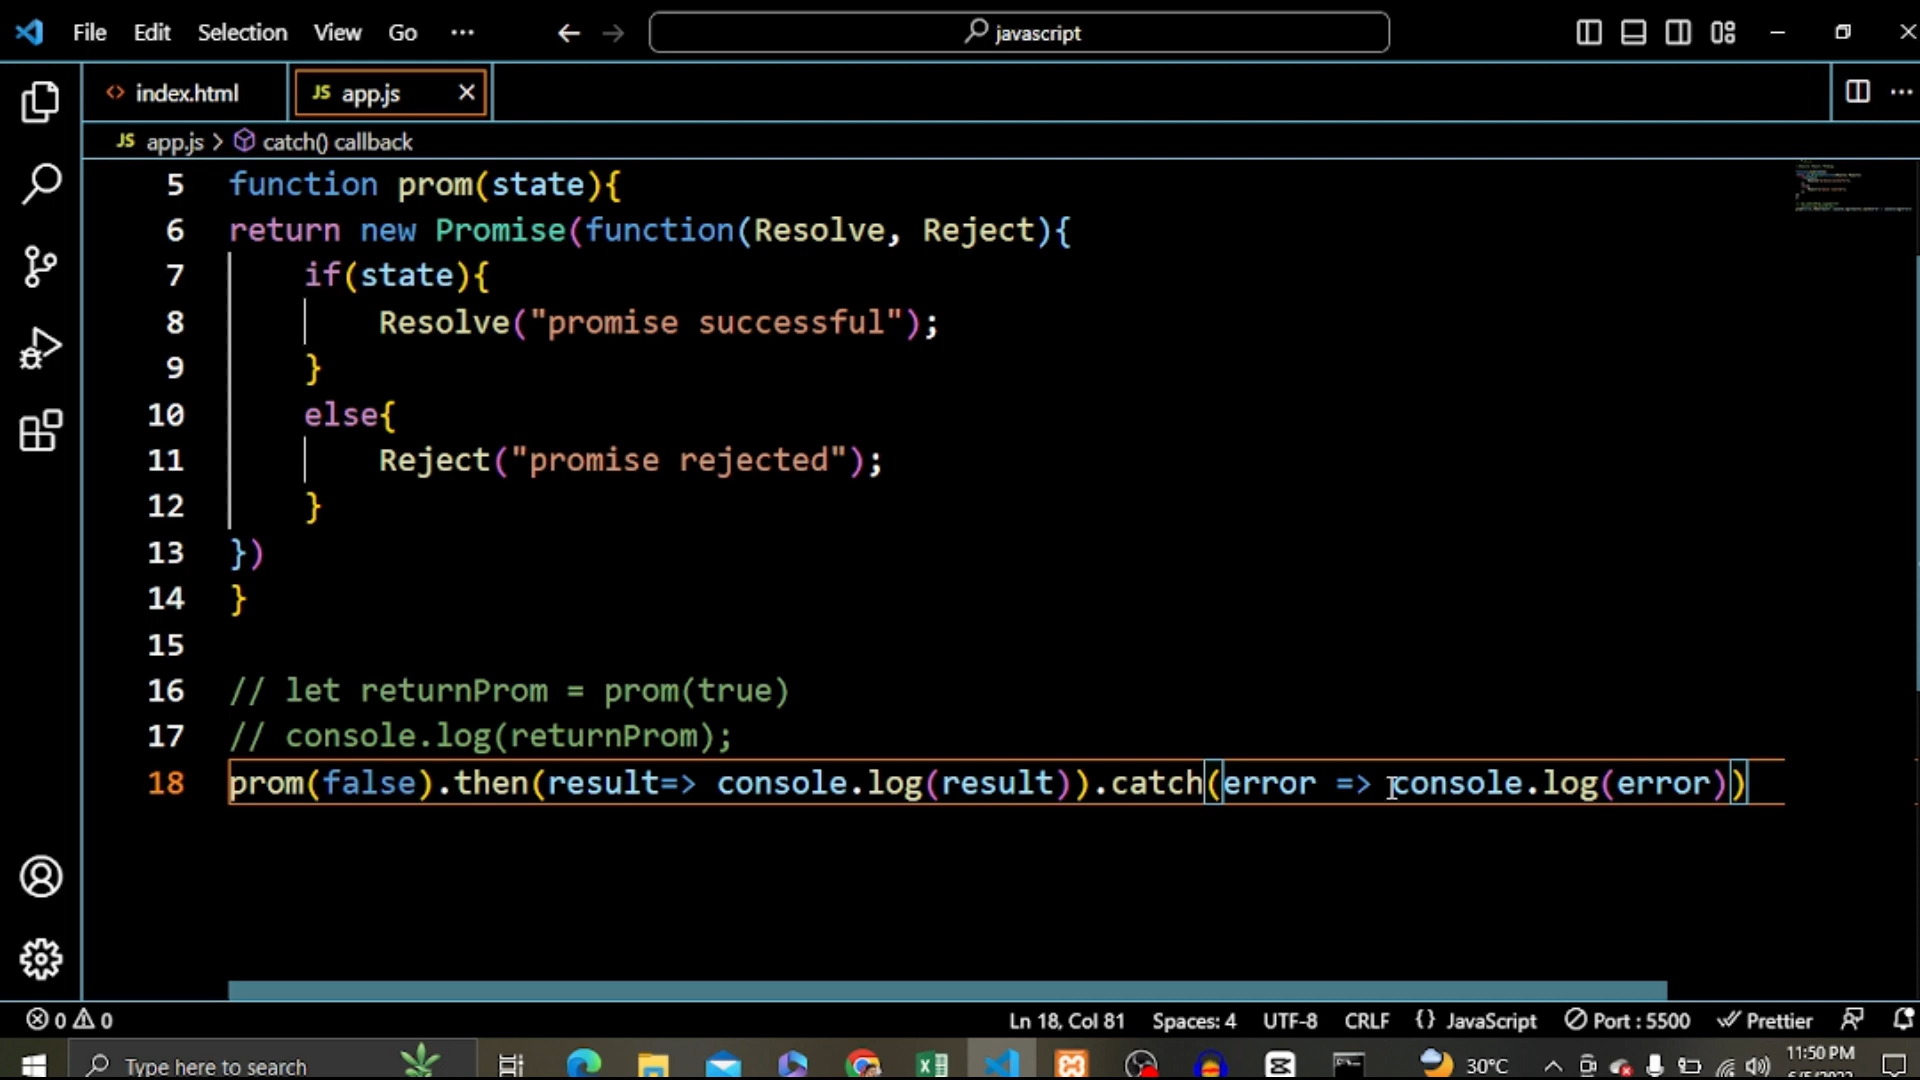 File Edit Selection View Go ··· javascript
index.html JS app.js
JS app.js > catch() callback
5 function prom(state){
6 return new Promise(function(Resolve, Reject){
7 if(state){
8 Resolve("promise successful");
9 }
10 else{
11 Reject("promise rejected");
12 }
13 })
14 }
15
16 // let returnProm = prom(true)
17 // console.log(returnProm);
18 prom(false).then(result=> console.log(result)).catch(error => console.log(error))
0 0 Ln 18, Col 81 Spaces: 4 UTF-8 CRLF {} JavaScript Port : 5500 Prettier
Type here to search 30°C 11:50 PM